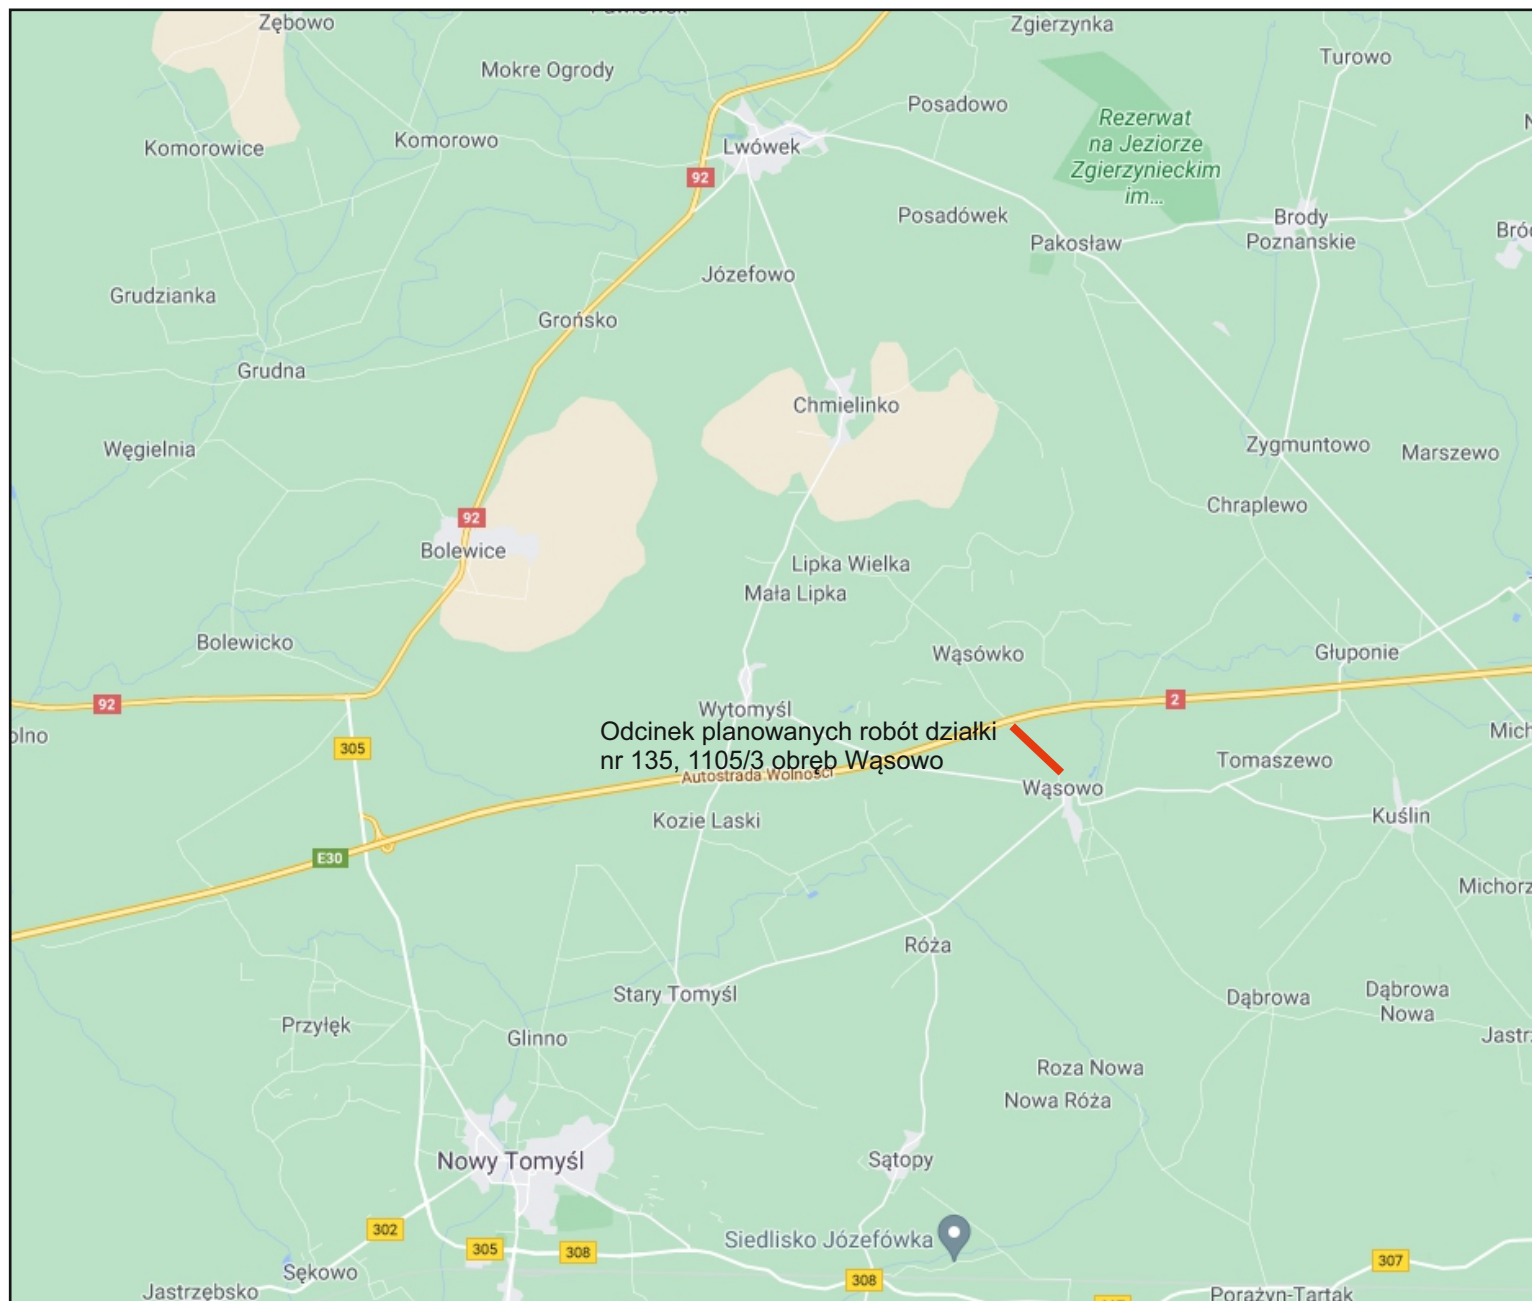 Zębowo
Zgierzynka
Turowo
Mokre Ogrody
Posadowo
Rezerwat
na Jeziorze
Zgierzynieckim
im...
Komorowice
Komorowo
Lwówek
92
Posadówek
Pakosław
Brody
Poznanskie
Józefowo
Grudzianka
Grońsko
Grudna
Chmielinko
Węgielnia
Zygmuntowo
Marszewo
Chraplewo
92
Bolewice
Lipka Wielka
Mała Lipka
Bolewicko
Wąsówko
Głuponie
92
2
Wytomyśl
Odcinek planowanych robót działki
nr 135, 1105/3 obręb Wąsowo
305
Autostrada Wolności
Tomaszewo
Wąsowo
Kuślin
Kozie Laski
E30
Róża
Stary Tomyśl
Dąbrowa
Dąbrowa
Nowa
Przyłęk
Glinno
Roza Nowa
Nowa Róża
Nowy Tomyśl
Sątopy
302
305
308
Siedlisko Józefówka
307
Sękowo
308
Jastrzębsko
Porażyn-Tartak